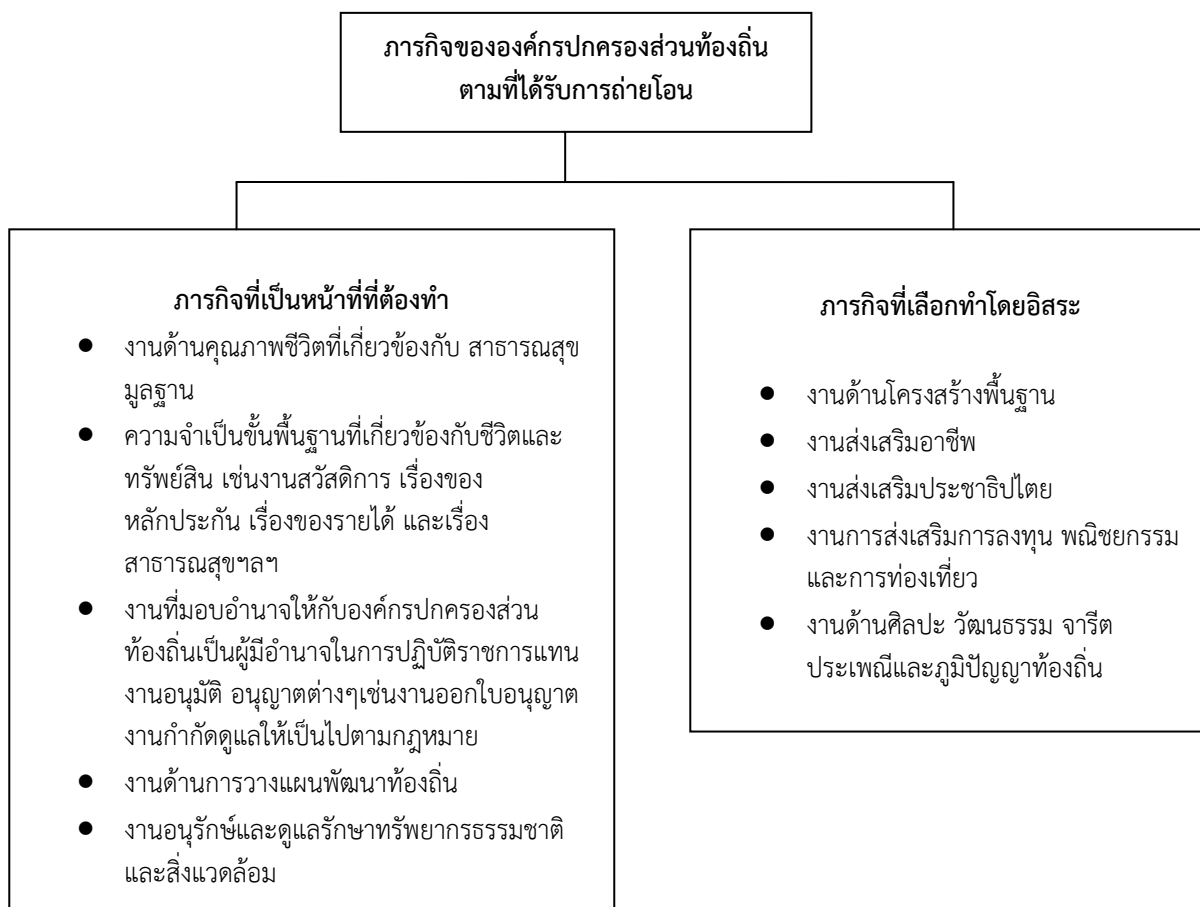 ภารกิจขององค์กรปกครองส่วนท้องถิ่น
ตามที่ได้รับการถ่ายโอน
ภารกิจที่เป็นหน้าที่ที่ต้องทำ
● งานด้านคุณภาพชีวิตที่เกี่ยวข้องกับ สาธารณสุข
มูลฐาน
● ความจำเป็นขั้นพื้นฐานที่เกี่ยวข้องกับชีวิตและ
ทรัพย์สิน เช่นงานสวัสดิการ เรื่องของ
หลักประกัน เรื่องของรายได้ และเรื่อง
สาธารณสุขฯลฯ
● งานที่มอบอำนาจให้กับองค์กรปกครองส่วน
ท้องถิ่นเป็นผู้มีอำนาจในการปฏิบัติราชการแทน
งานอนุมัติ อนุญาตต่างๆเช่นงานออกใบอนุญาต
งานกำกัดดูแลให้เป็นไปตามกฎหมาย
● งานด้านการวางแผนพัฒนาท้องถิ่น
● งานอนุรักษ์และดูแลรักษาทรัพยากรธรรมชาติ
และสิ่งแวดล้อม
ภารกิจที่เลือกทำโดยอิสระ
● งานด้านโครงสร้างพื้นฐาน
● งานส่งเสริมอาชีพ
● งานส่งเสริมประชาธิปไตย
● งานการส่งเสริมการลงทุน พณิชยกรรม
และการท่องเที่ยว
● งานด้านศิลปะ วัฒนธรรม จารีต
ประเพณีและภูมิปัญญาท้องถิ่น